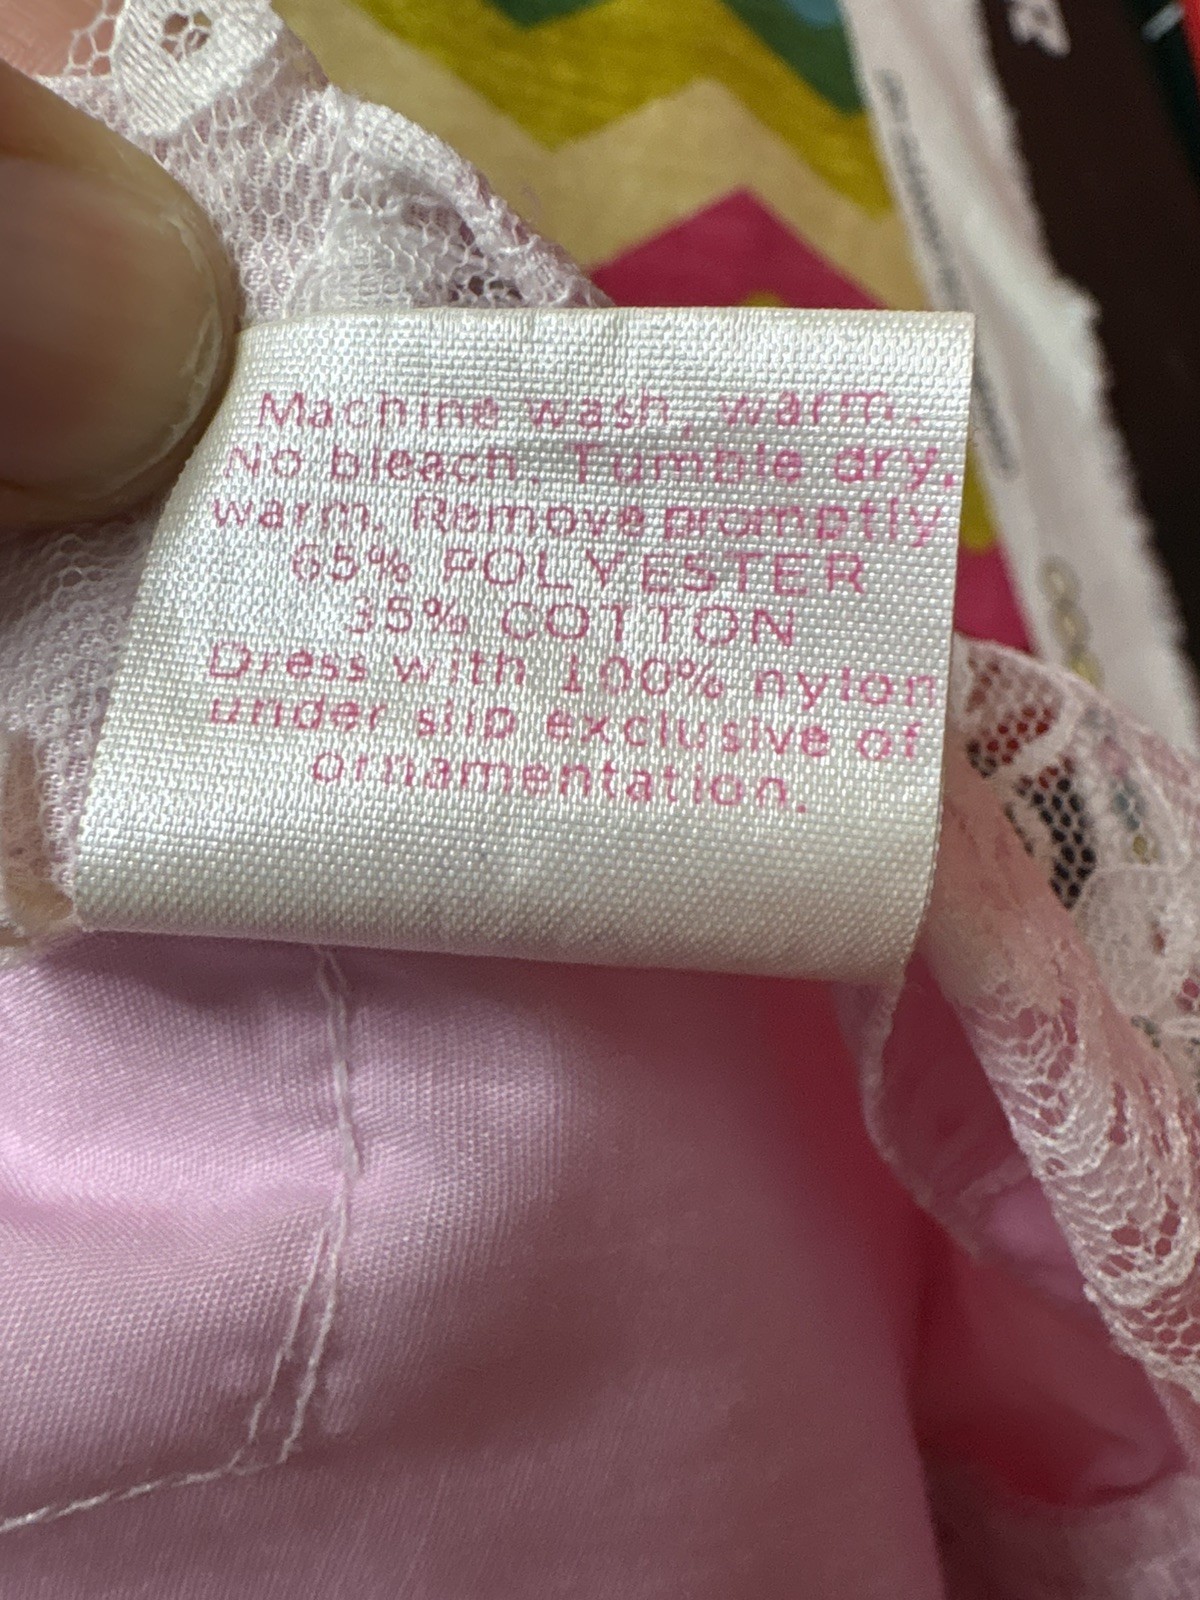 Machine wash, warm.
No bleach. Tumble dry,
warm. Remove promptly
65% POLYESTER
35% COTTON
Dress with 100% nylon
under slip exclusive of
ornamentation.